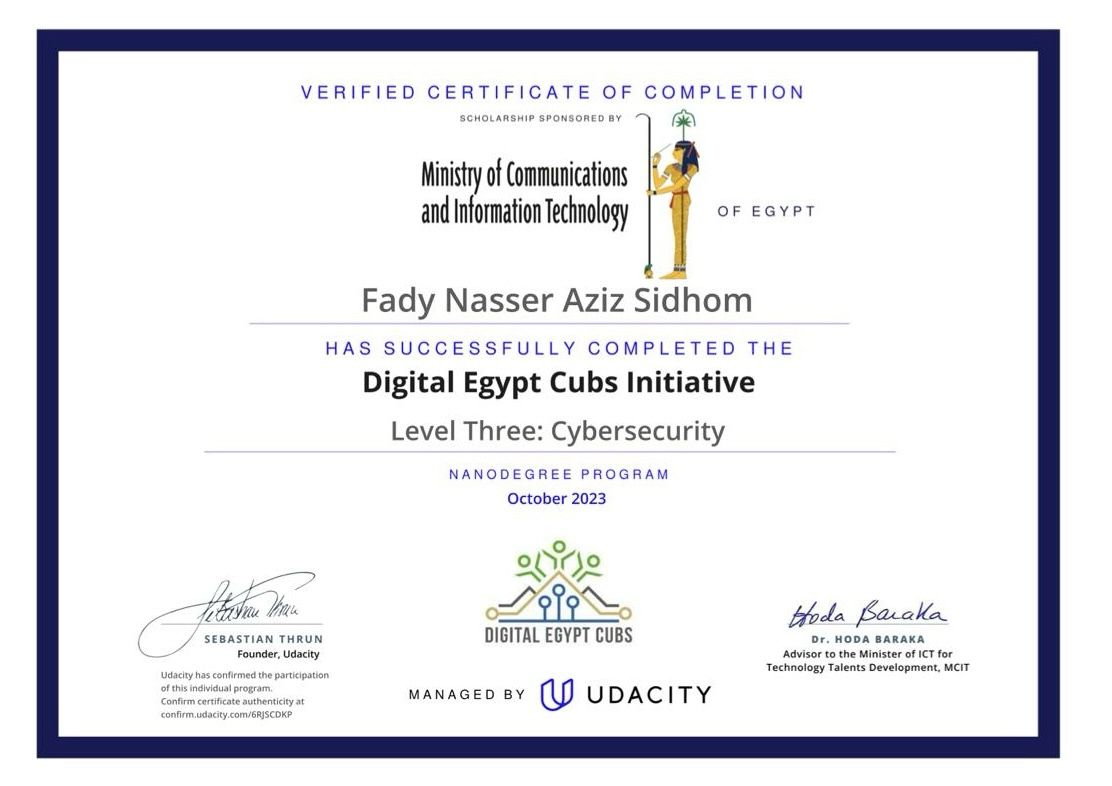 VERIFIED CERTIFICATE OF COMPLETION
SCHOLARSHIP SPONSORED BY
Ministry of Communications
and Information Technology
OF EGYPT
Fady Nasser Aziz Sidhom
HAS SUCCESSFULLY COMPLETED THE
Digital Egypt Cubs Initiative
Level Three: Cybersecurity
NANODEGREE PROGRAM
October 2023
DIGITAL EGYPT CUBS
Sebastian Thrun
SEBASTIAN THRUN
Founder, Udacity
Udacity has confirmed the participation
of this individual program.
Confirm certificate authenticity at
confirm.udacity.com/6RJSCDKP
MANAGED BY UDACITY
Hoda Baraka
Dr. HODA BARAKA
Advisor to the Minister of ICT for
Technology Talents Development, MCIT